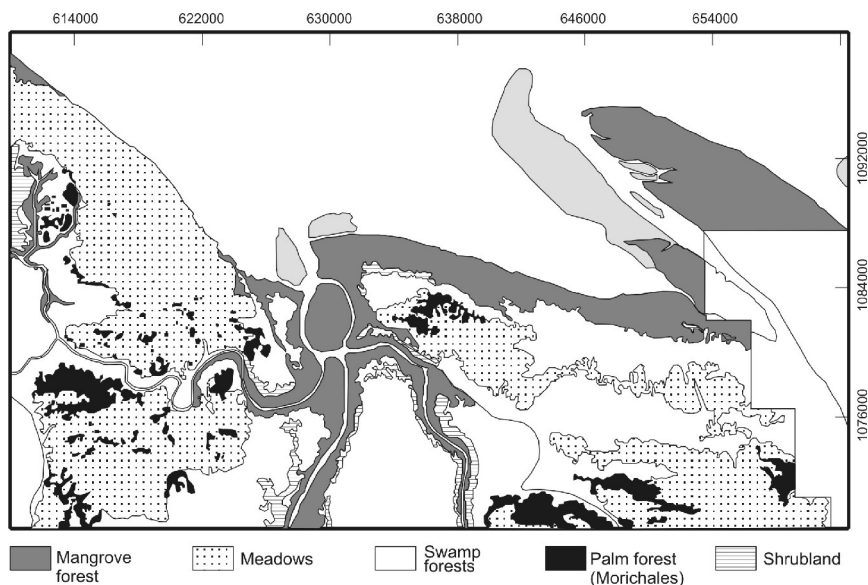 614000 622000 630000 638000 646000 654000
1092000
1084000
1076000
Mangrove
forest
Meadows
Swamp
forests
Palm forest
(Morichales)
Shrubland